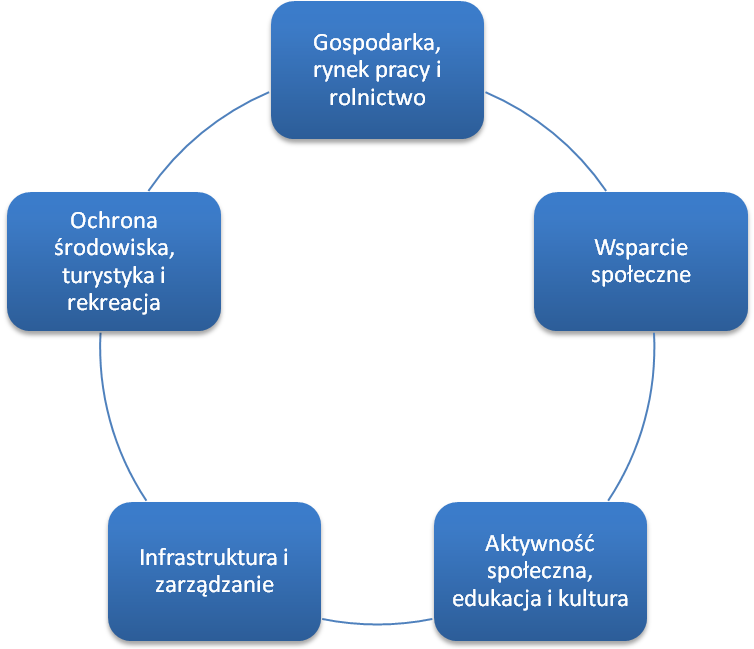 Gospodarka,
rynek pracy i
rolnictwo
Wsparcie
społeczne
Aktywność
społeczna,
edukacja i kultura
Infrastruktura i
zarządzanie
Ochrona
środowiska,
turystyka i
rekreacja